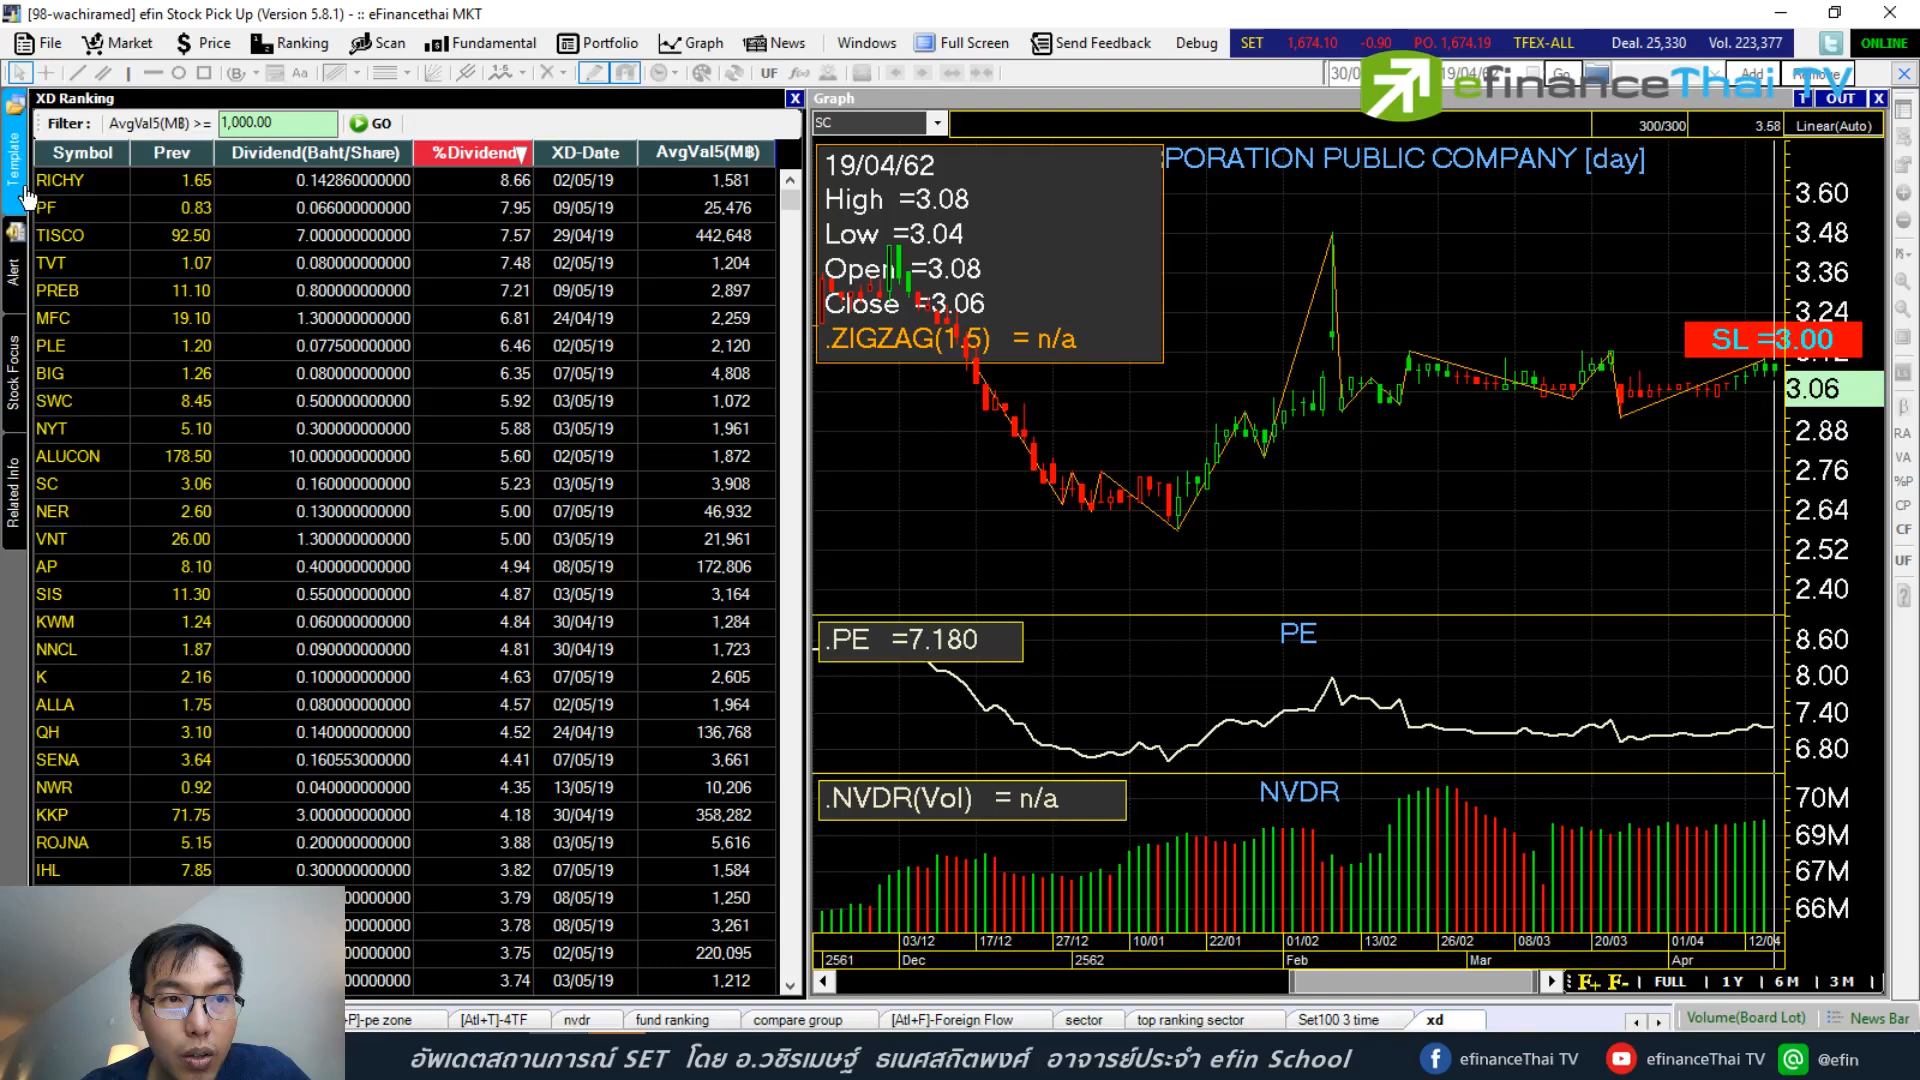 [98-wachiramed] efin Stock Pick Up (Version 5.8.1) - :: eFinancethai MKT
File Market Price Ranking Scan Fundamental Portfolio Graph News Windows Full Screen Send Feedback Debug SET 1,674.10 -0.90 PO. 1,674.19 TFEX-ALL Deal. 25,330 Vol. 223,377 ONLINE
efinanceThai TV
XD Ranking
Filter : AvgVal5(M฿) >= 1,000.00 GO
Symbol Prev Dividend(Baht/Share) %Dividend XD-Date AvgVal5(M฿)
RICHY 1.65 0.142860000000 8.66 02/05/19 1,581
PF 0.83 0.066000000000 7.95 09/05/19 25,476
TISCO 92.50 7.000000000000 7.57 29/04/19 442,648
TVT 1.07 0.080000000000 7.48 02/05/19 1,204
PREB 11.10 0.800000000000 7.21 09/05/19 2,897
MFC 19.10 1.300000000000 6.81 24/04/19 2,259
PLE 1.20 0.077500000000 6.46 02/05/19 2,120
BIG 1.26 0.080000000000 6.35 07/05/19 4,808
SWC 8.45 0.500000000000 5.92 03/05/19 1,072
NYT 5.10 0.300000000000 5.88 03/05/19 1,961
ALUCON 178.50 10.000000000000 5.60 02/05/19 1,872
SC 3.06 0.160000000000 5.23 03/05/19 3,908
NER 2.60 0.130000000000 5.00 07/05/19 46,932
VNT 26.00 1.300000000000 5.00 03/05/19 21,961
AP 8.10 0.400000000000 4.94 08/05/19 172,806
SIS 11.30 0.550000000000 4.87 03/05/19 3,164
KWM 1.24 0.060000000000 4.84 30/04/19 1,284
NNCL 1.87 0.090000000000 4.81 30/04/19 1,723
K 2.16 0.100000000000 4.63 07/05/19 2,605
ALLA 1.75 0.080000000000 4.57 02/05/19 1,964
QH 3.10 0.140000000000 4.52 24/04/19 136,768
SENA 3.64 0.160553000000 4.41 07/05/19 3,661
NWR 0.92 0.040000000000 4.35 13/05/19 10,206
KKP 71.75 3.000000000000 4.18 30/04/19 358,282
ROJNA 5.15 0.200000000000 3.88 03/05/19 5,616
IHL 7.85 0.300000000000 3.82 07/05/19 1,584
3.79 08/05/19 1,250
3.78 08/05/19 3,261
3.75 02/05/19 220,095
3.74 03/05/19 1,212
Template
Alert
Stock Focus
Related Info
Graph OUT
SC 300/300 3.58 Linear(Auto)
PORATION PUBLIC COMPANY [day]
19/04/62
High =3.08
Low =3.04
Open =3.08
Close =3.06
.ZIGZAG(1.5) = n/a
3.60
3.48
3.36
3.24
SL =3.00
3.06
2.88
2.76
2.64
2.52
2.40
.PE =7.180
PE
8.60
8.00
7.40
6.80
.NVDR(Vol) = n/a
NVDR
70M
69M
67M
66M
03/12 17/12 27/12 10/01 22/01 01/02 13/02 26/02 08/03 20/03 01/04 12/04
2561 Dec 2562 Feb Mar Apr
F+ F- FULL 1 Y 6 M 3 M
RA
VA
%P
CP
CF
UF
+P]-pe zone [Atl+T]-4TF nvdr fund ranking compare group [Atl+F]-Foreign Flow sector top ranking sector Set100 3 time xd Volume(Board Lot) News Bar
อัพเดตสถานการณ์ SET โดย อ.วชิรเมษฐ์ ธเนศสถิตพงศ์ อาจารย์ประจำ efin School efinanceThai TV efinanceThai TV @efin